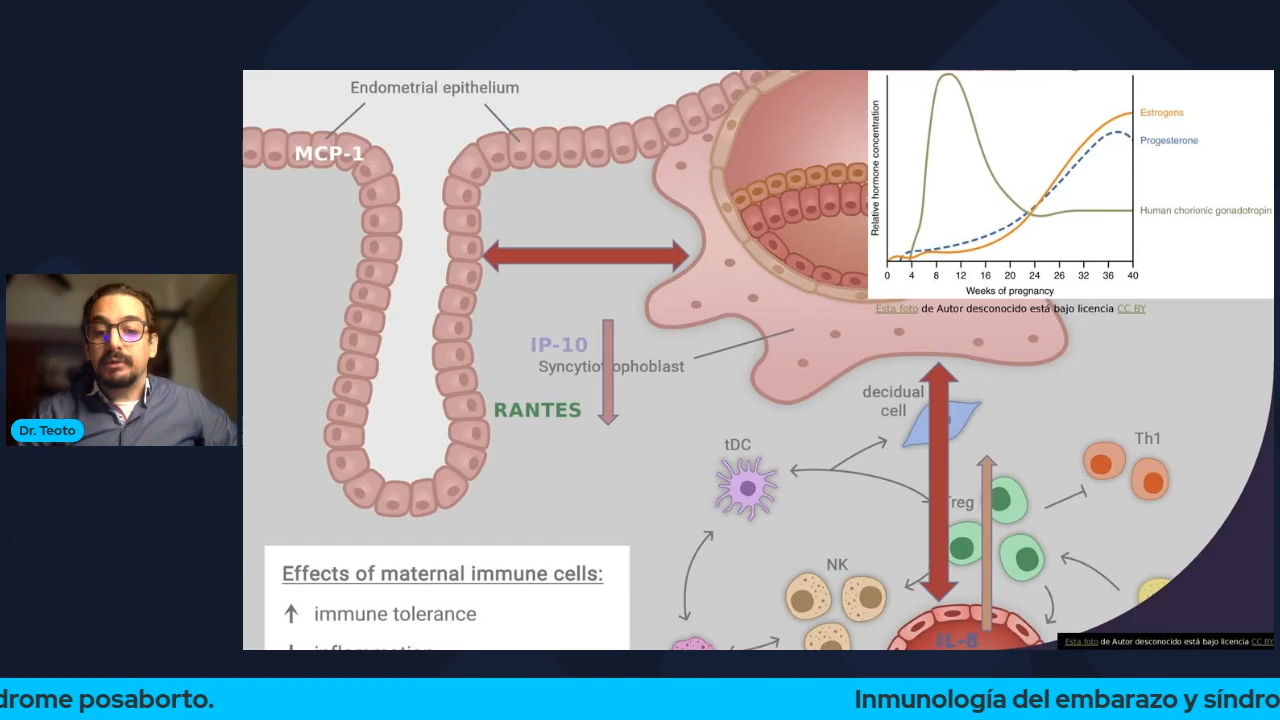 Endometrial epithelium
MCP-1
IP-10
Syncytiotrophoblast
RANTES
decidual
cell
tDC
Treg
Th1
NK
IL-8
Effects of maternal immune cells:
immune tolerance
Relative hormone concentration
Estrogens
Progesterone
Human chorionic gonadotropin
0 4 8 12 16 20 24 28 32 36 40
Weeks of pregnancy
Esta foto de Autor desconocido está bajo licencia CC BY
Esta foto de Autor desconocido está bajo licencia CC BY
Dr. Teoto
drome posaborto.
Inmunología del embarazo y síndro